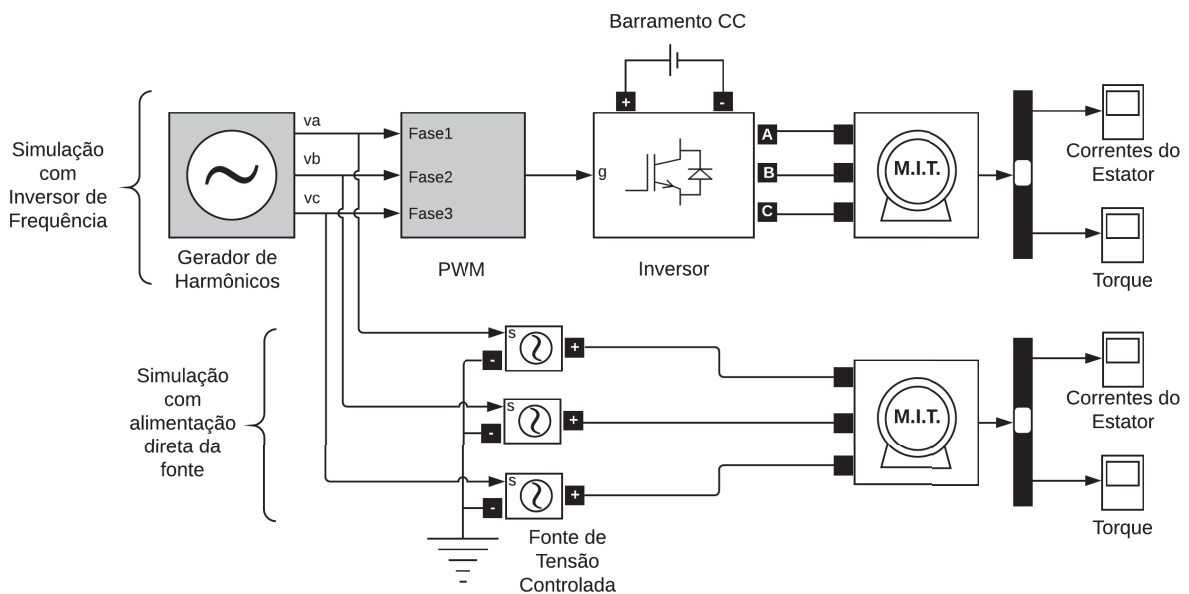 Barramento CC
+
-
Simulação
com
Inversor de
Frequência
va
vb
vc
Fase1
Fase2
Fase3
g
A
B
C
M.I.T.
Correntes do
Estator
Torque
Gerador de
Harmônicos
PWM
Inversor
Simulação
com
alimentação
direta da
fonte
s
-
+
s
-
+
s
-
+
M.I.T.
Correntes do
Estator
Torque
Fonte de
Tensão
Controlada